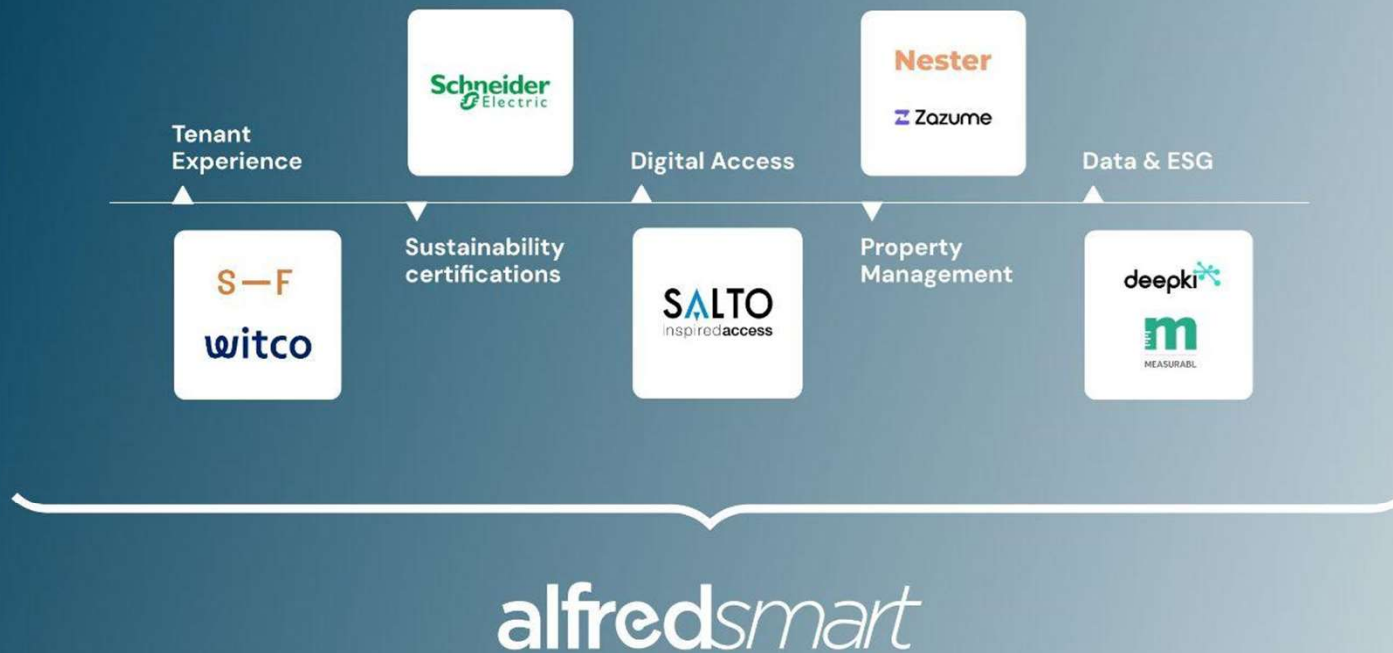 Tenant
Experience
S—F
witco
Schneider
Electric
Sustainability
certifications
Digital Access
SALTO
inspiredaccess
Nester
Zazume
Property
Management
Data & ESG
deepki
m
MEASURABL
alfredsmart